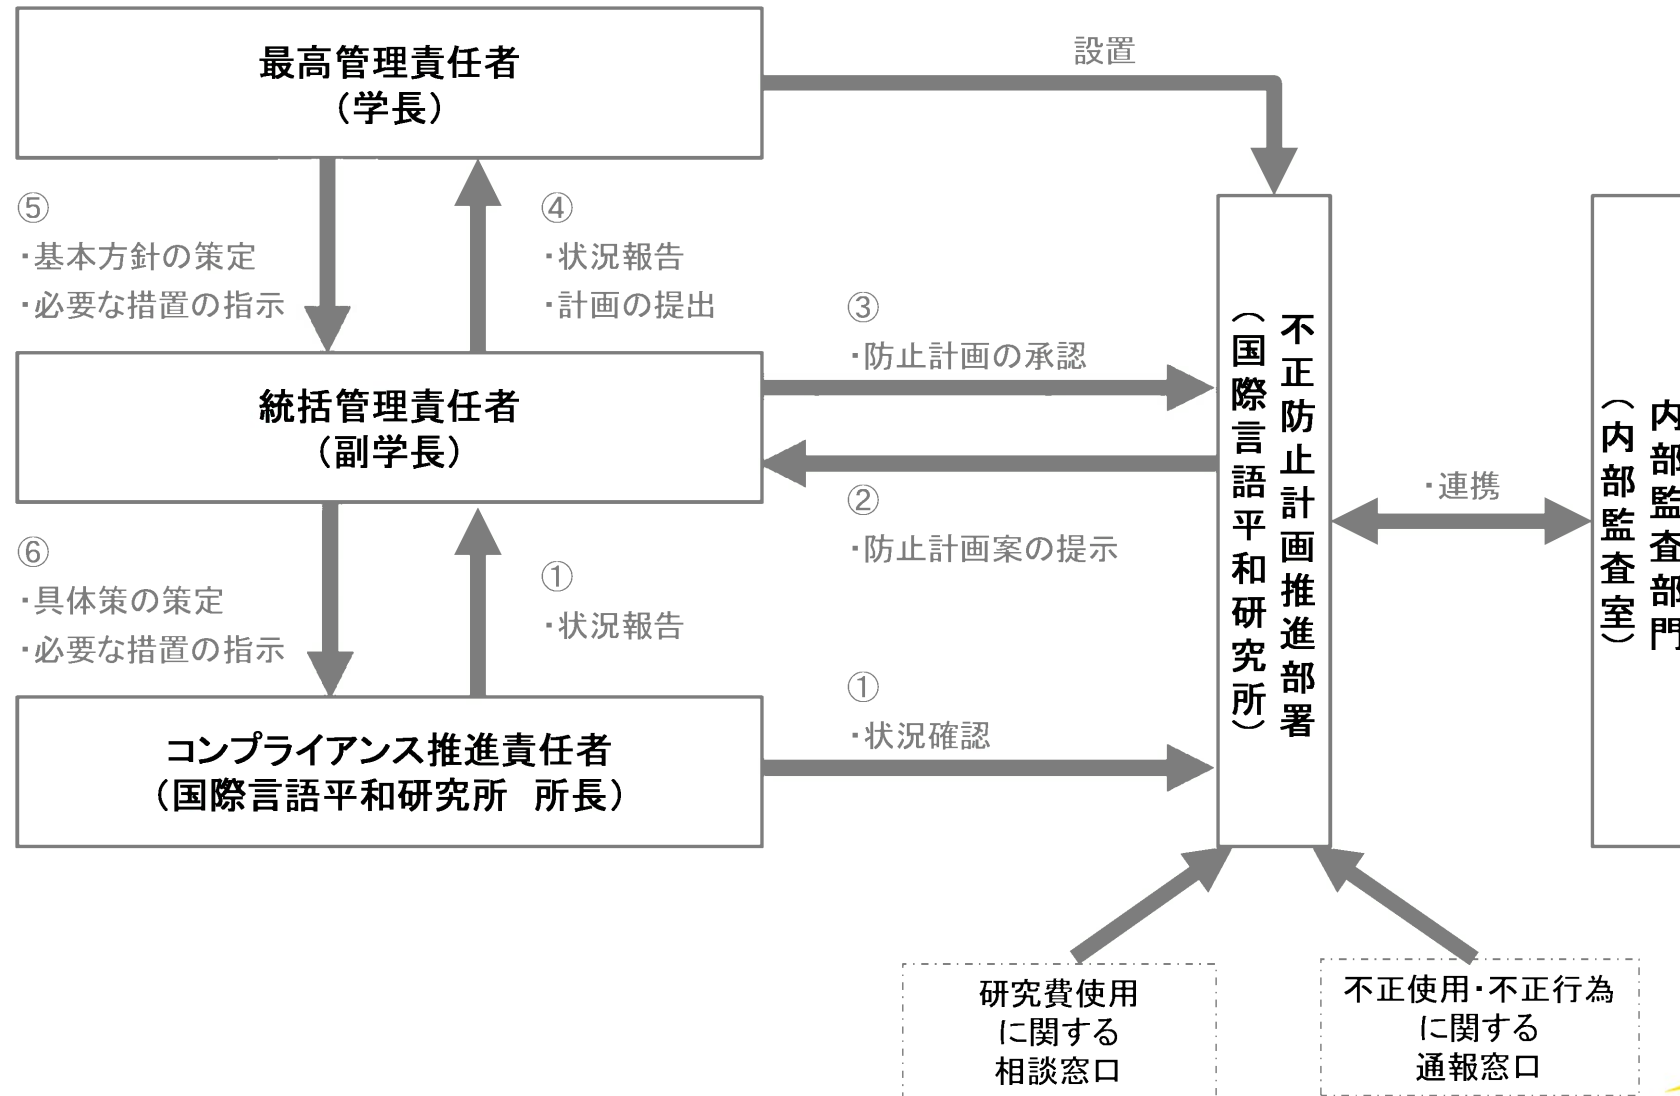 最高管理責任者
（学長）
設置
⑤
・基本方針の策定
・必要な措置の指示
④
・状況報告
・計画の提出
③
・防止計画の承認
統括管理責任者
（副学長）
②
・防止計画案の提示
⑥
・具体策の策定
・必要な措置の指示
①
・状況報告
①
・状況確認
コンプライアンス推進責任者
（国際言語平和研究所　所長）
不正防止計画推進部署
（国際言語平和研究所）
・連携
内部監査部門
（内部監査室）
研究費使用
に関する
相談窓口
不正使用・不正行為
に関する
通報窓口